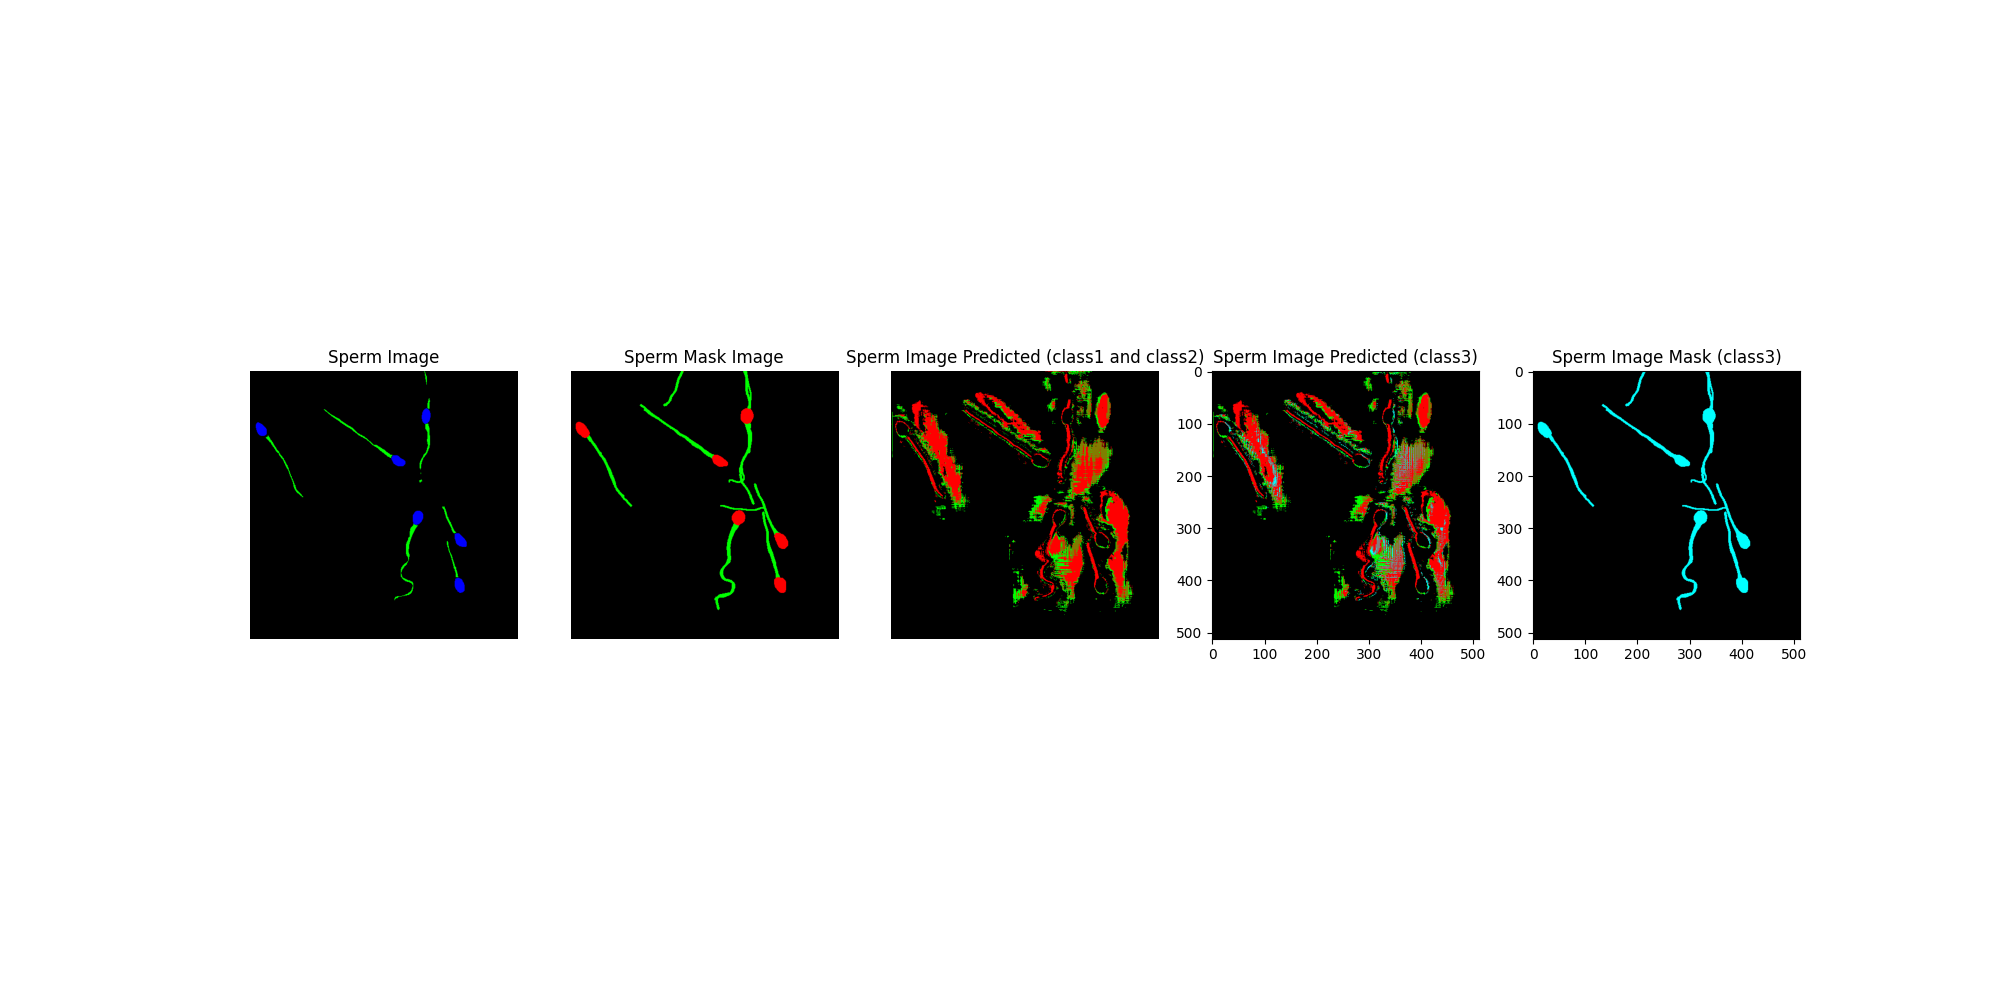 Sperm Image
Sperm Mask Image
Sperm Image Predicted (class1 and class2)
Sperm Image Predicted (class3)
Sperm Image Mask (class3)
0
100
200
300
400
500
0 100 200 300 400 500
0
100
200
300
400
500
0 100 200 300 400 500